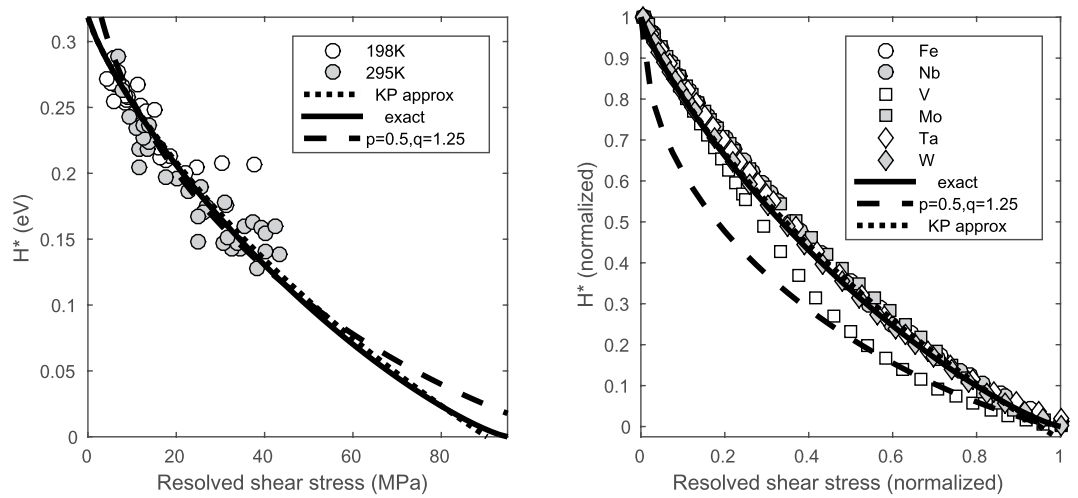 0.3
0.25
0.2
0.15
0.1
0.05
0
H* (eV)
0
20
40
60
80
Resolved shear stress (MPa)
198K
295K
KP approx
exact
p=0.5,q=1.25
1
0.9
0.8
0.7
0.6
0.5
0.4
0.3
0.2
0.1
0
H* (normalized)
0
0.2
0.4
0.6
0.8
1
Resolved shear stress (normalized)
Fe
Nb
V
Mo
Ta
W
exact
p=0.5,q=1.25
KP approx